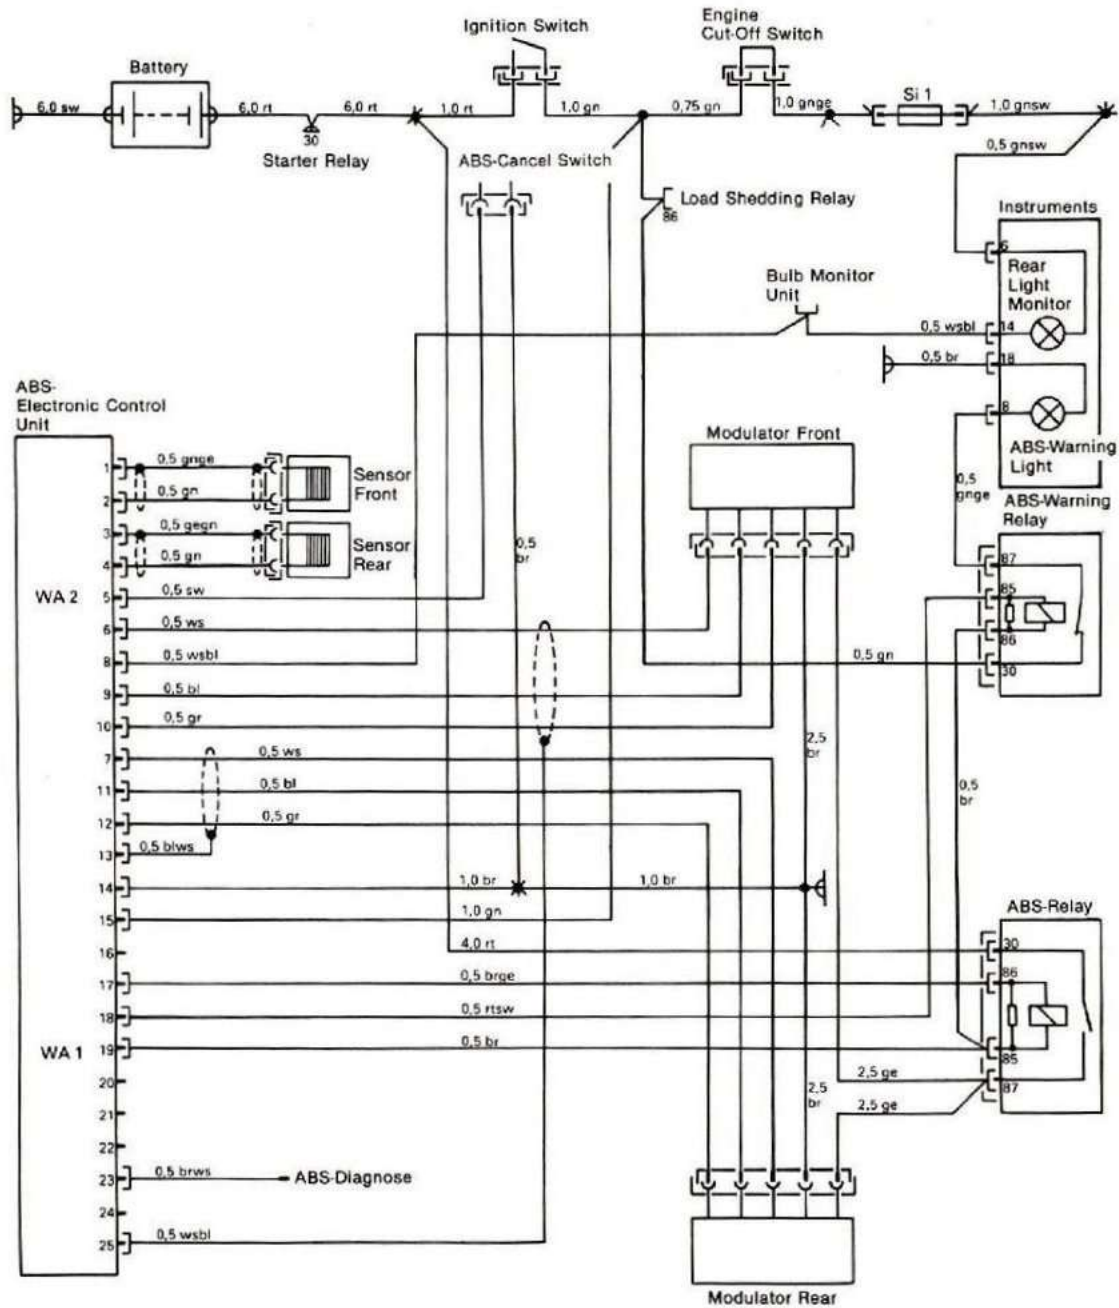 Ignition Switch
Engine
Cut-Off Switch
Battery
6,0 sw
6,0 rt
6,0 rt
1,0 rt
1,0 gn
0,75 gn
1,0 gnge
Si 1
1,0 gnsw
30
Starter Relay
ABS-Cancel Switch
0,5 gnsw
Load Shedding Relay
86
Instruments
6
Rear
Light
Monitor
Bulb Monitor
Unit
0,5 wsbl
14
0,5 br
18
8
ABS-Warning
Light
ABS-
Electronic Control
Unit
Modulator Front
0,5
gnge
ABS-Warning
Relay
1
0,5 gnge
2
0,5 gn
Sensor
Front
3
0,5 gegn
4
0,5 gn
Sensor
Rear
0,5
br
87
85
86
30
WA 2
5
0,5 sw
6
0,5 ws
8
0,5 wsbl
0,5 gn
9
0,5 bl
10
0,5 gr
7
0,5 ws
2,5
br
11
0,5 bl
0,5
br
12
0,5 gr
13
0,5 blws
14
1,0 br
1,0 br
15
1,0 gn
ABS-Relay
16
4,0 rt
30
17
0,5 brge
86
18
0,5 rtsw
WA 1
19
0,5 br
85
20
2,5 ge
87
21
2,5
br
2,5 ge
22
23
0,5 brws
ABS-Diagnose
24
25
0,5 wsbl
Modulator Rear